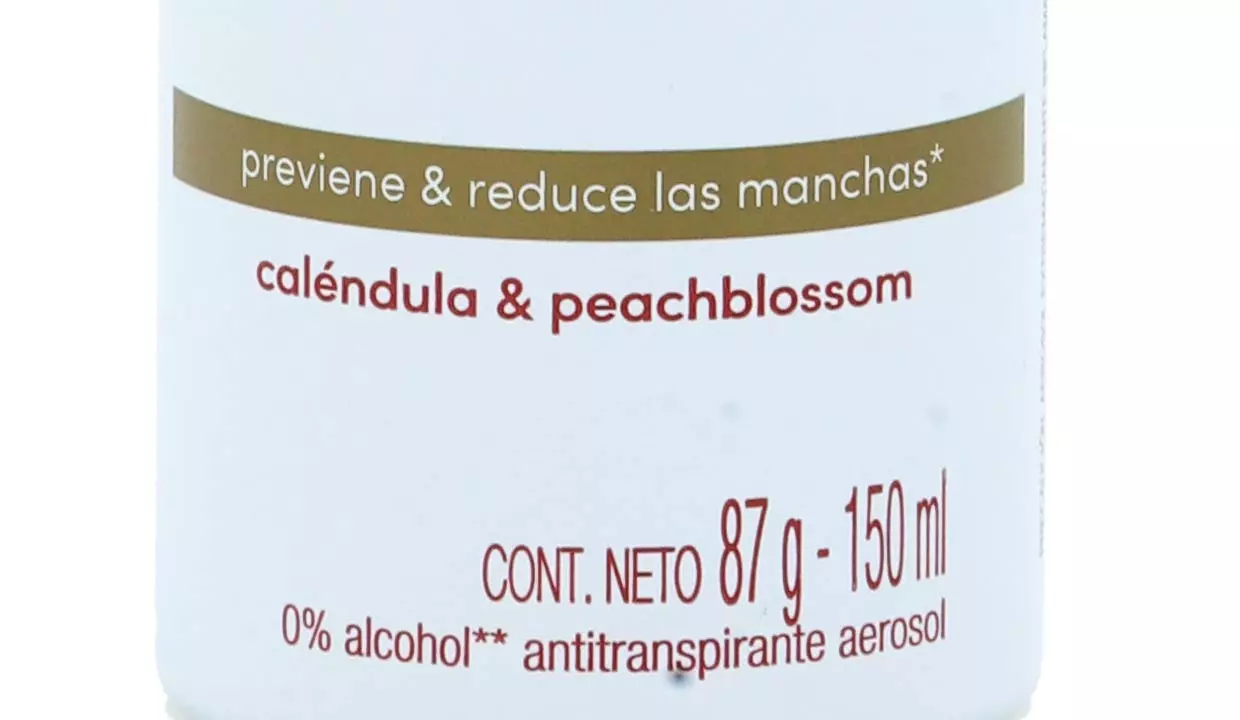 previene & reduce las manchas*
caléndula & peachblossom
CONT. NETO 87 g - 150 ml
0% alcohol** antitranspirante aerosol